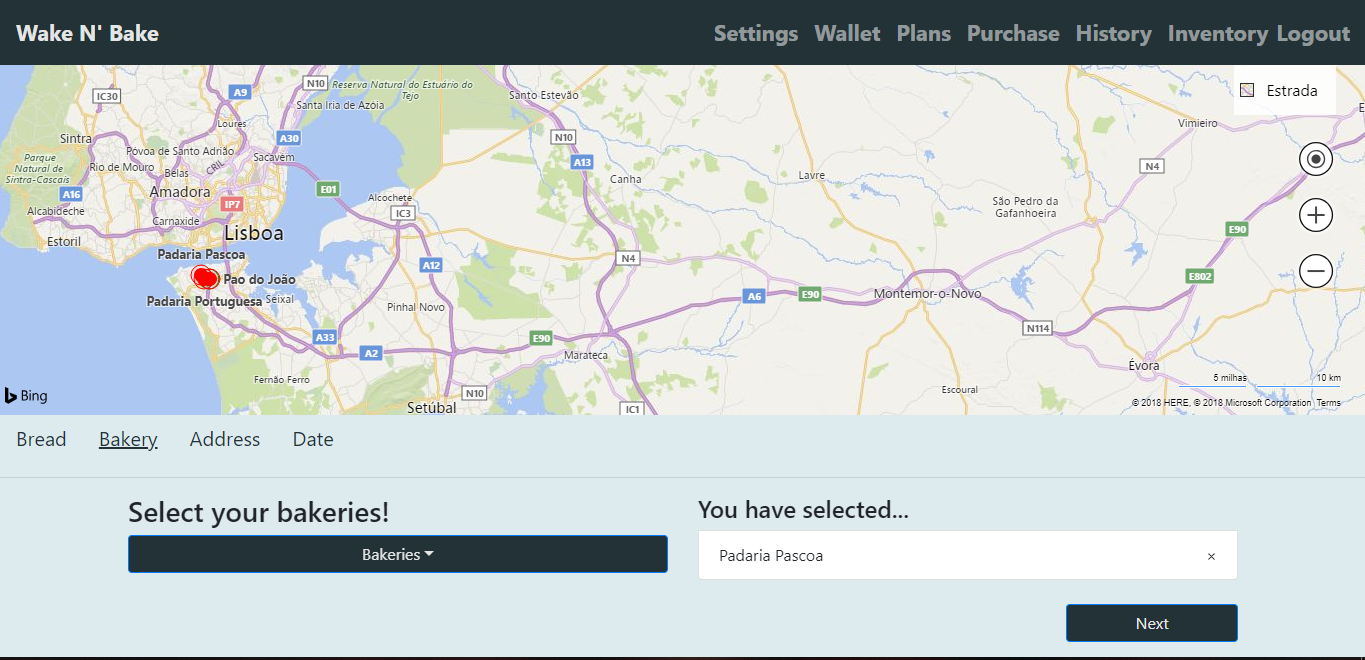 Wake N' Bake
Settings Wallet Plans Purchase History Inventory Logout
IC30
A9
N10
Reserva Natural do Estuário do
Tejo
Santo Estevão
Estrada
Santa Iria de Azóia
Loures
Vimieiro
Sintra
A30
N10
Póvoa de Santo Adrião
Sacavém
A13
Parque
Natural de
Sintra-Cascais
Rio de Mouro
Belas
CRIL
N4
Canha
Lavre
Amadora
E01
A16
IP7
Alcochete
São Pedro da
Gafanhoeira
Alcabideche
Carnaxide
IC3
Lisboa
E90
Estoril
Padaria Pascoa
N4
A12
Pao do João
E802
Padaria Portuguesa
Seixal
Pinhal Novo
A6
E90
Montemor-o-Novo
N114
A33
E90
A2
Marateca
Évora
Fernão Ferro
5 milhas
10 km
N10
Escoural
Bing
Setúbal
IC1
© 2018 HERE, © 2018 Microsoft Corporation Terms
Bread Bakery Address Date
Select your bakeries!
Bakeries
You have selected...
Padaria Pascoa ×
Next